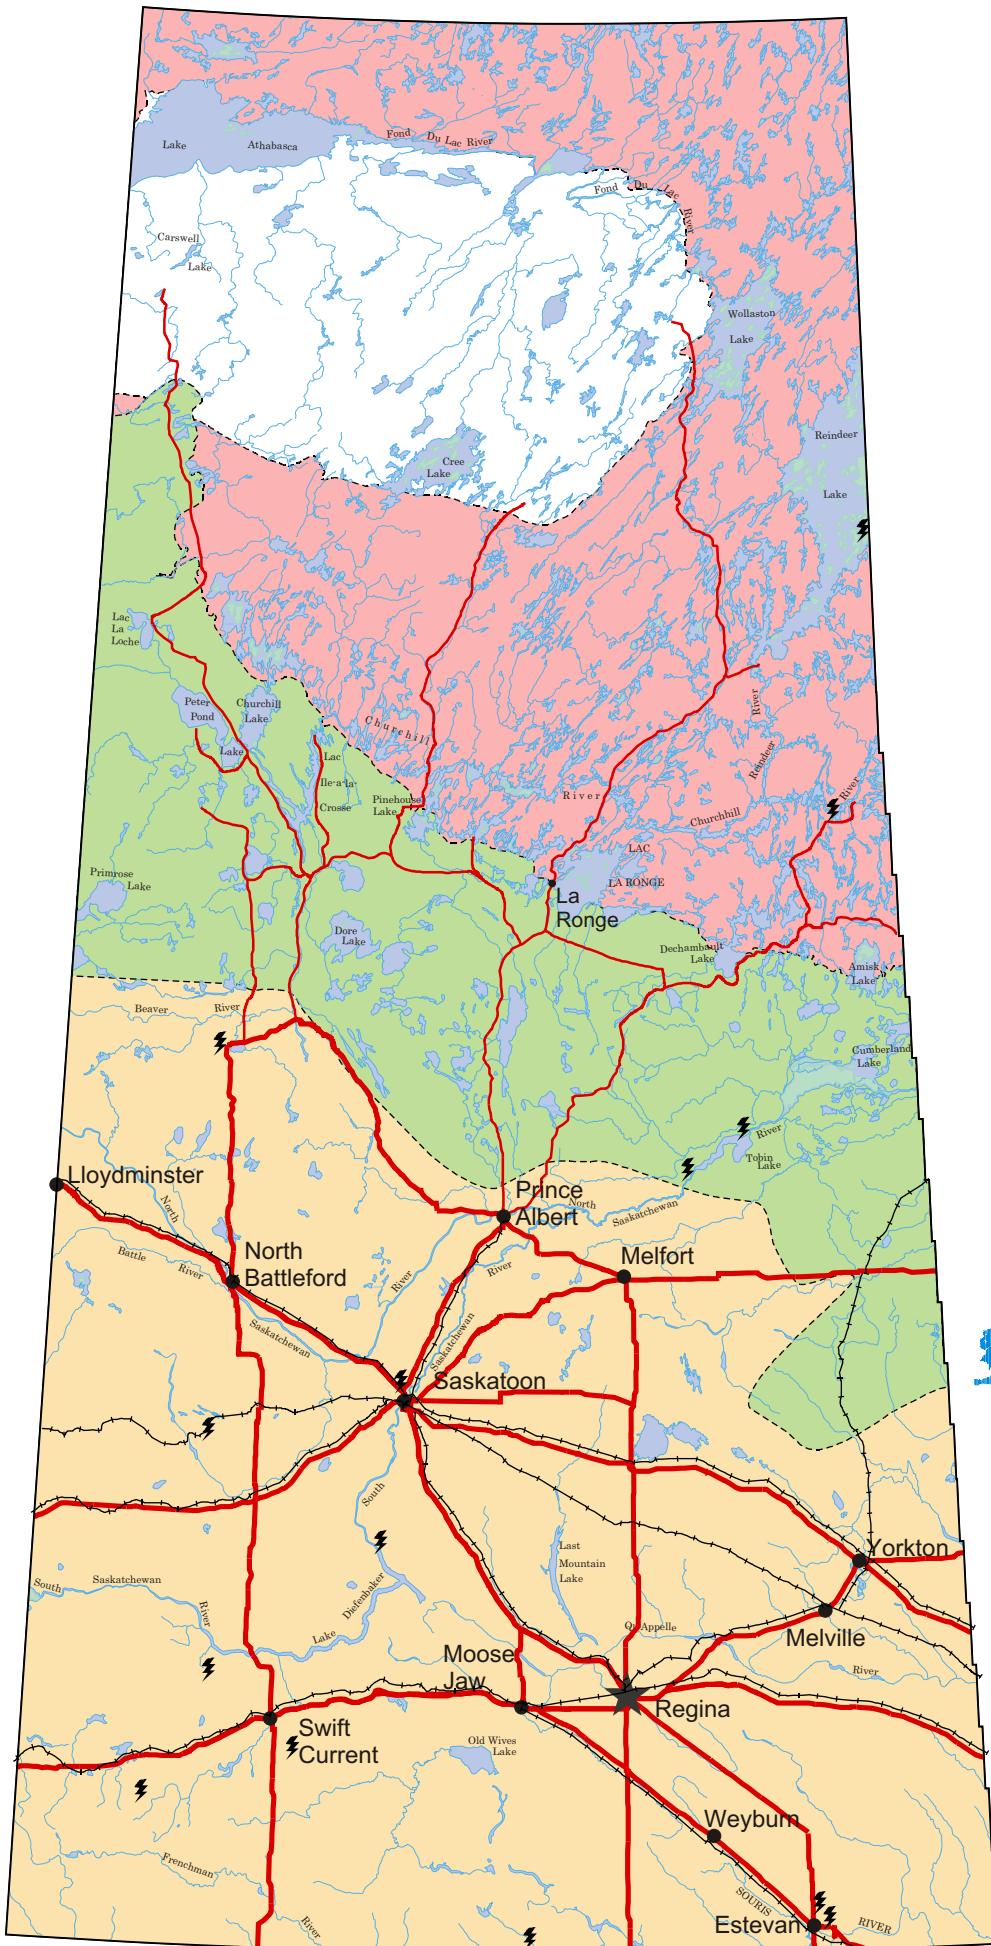 Fond Du Lac River
Lake Athabasca
Fond Du Lac River
Carswell
Lake
Wollaston
Lake
Reindeer
Lake
Cree
Lake
Lac
La
Loche
Peter
Pond
Lake
Churchill
Lake
Churchill
River
Reindeer
River
Lac
Ile-a-la-
Crosse
Pinehouse
Lake
River
Churchhill
LAC
LA RONGE
La
Ronge
Primrose
Lake
Dore
Lake
Dechambault
Lake
Amisk
Lake
Beaver River
Cumberland
Lake
River
Tobin
Lake
Lloydminster
North
Prince
Albert
North
Saskatchewan
River
Battle
River
North
Battleford
River
Melfort
Saskatchewan
Saskatchewan
Saskatoon
South
Yorkton
Last
Mountain
Lake
South
Saskatchewan
River
Diefenbaker
Lake
Qu'Appelle
Melville
River
Moose
Jaw
Regina
Swift
Current
Old Wives
Lake
Weyburn
Frenchman
River
SOURIS
RIVER
Estevan